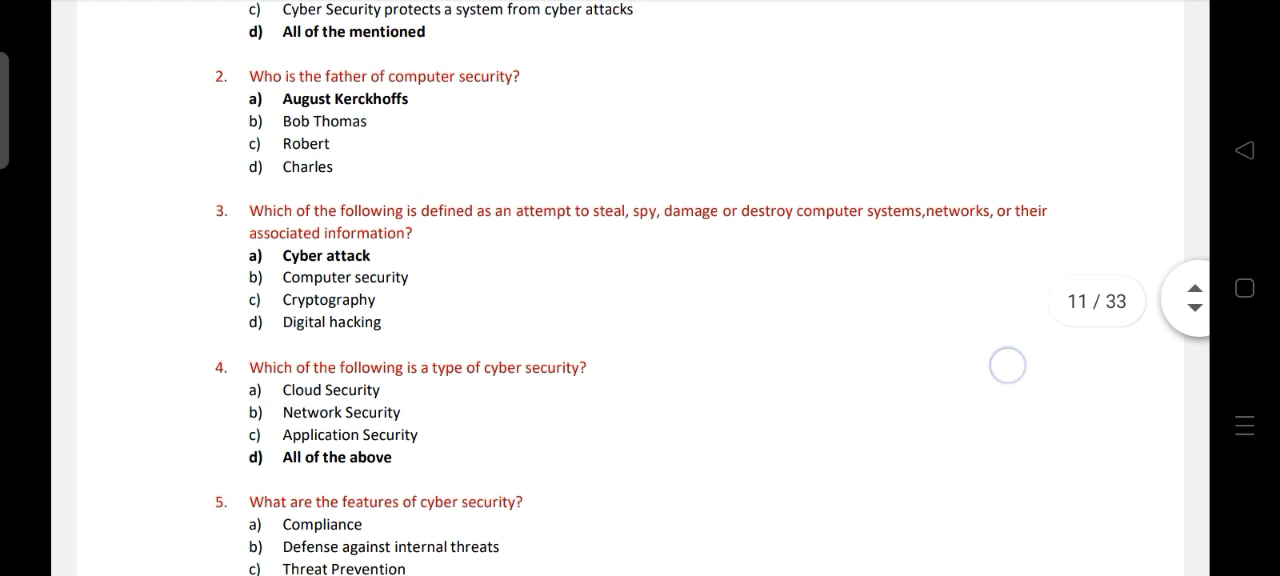 c) Cyber Security protects a system from cyber attacks
d) All of the mentioned
2. Who is the father of computer security?
a) August Kerckhoffs
b) Bob Thomas
c) Robert
d) Charles
3. Which of the following is defined as an attempt to steal, spy, damage or destroy computer systems,networks, or their
associated information?
a) Cyber attack
b) Computer security
c) Cryptography
d) Digital hacking
11 / 33
4. Which of the following is a type of cyber security?
a) Cloud Security
b) Network Security
c) Application Security
d) All of the above
5. What are the features of cyber security?
a) Compliance
b) Defense against internal threats
c) Threat Prevention